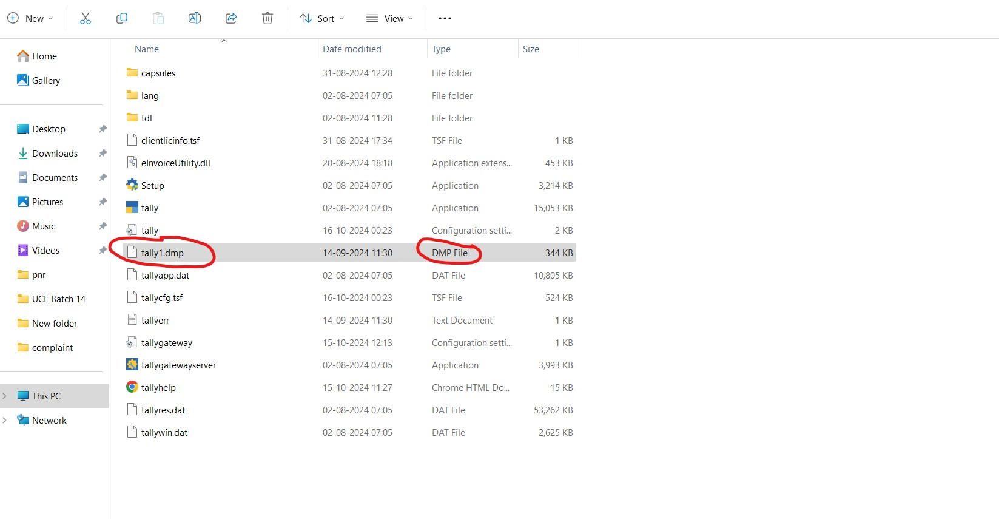 New Sort View
Name Date modified Type Size
Home
Gallery
Desktop
Downloads
Documents
Pictures
Music
Videos
pnr
UCE Batch 14
New folder
complaint
This PC
Network
capsules 31-08-2024 12:28 File folder
lang 02-08-2024 07:05 File folder
tdl 02-08-2024 11:28 File folder
clientlicinfo.tsf 31-08-2024 17:34 TSF File 1 KB
eInvoiceUtility.dll 20-08-2024 18:18 Application extens... 453 KB
Setup 02-08-2024 07:05 Application 3,214 KB
tally 02-08-2024 07:05 Application 15,053 KB
tally 16-10-2024 00:23 Configuration setti... 2 KB
tally1.dmp 14-09-2024 11:30 DMP File 344 KB
tallyapp.dat 02-08-2024 07:05 DAT File 10,805 KB
tallycfg.tsf 16-10-2024 00:23 TSF File 524 KB
tallyerr 14-09-2024 11:30 Text Document 1 KB
tallygateway 15-10-2024 12:13 Configuration setti... 1 KB
tallygatewayserver 02-08-2024 07:05 Application 3,993 KB
tallyhelp 15-10-2024 11:27 Chrome HTML Do... 15 KB
tallyres.dat 02-08-2024 07:05 DAT File 53,262 KB
tallywin.dat 02-08-2024 07:05 DAT File 2,625 KB